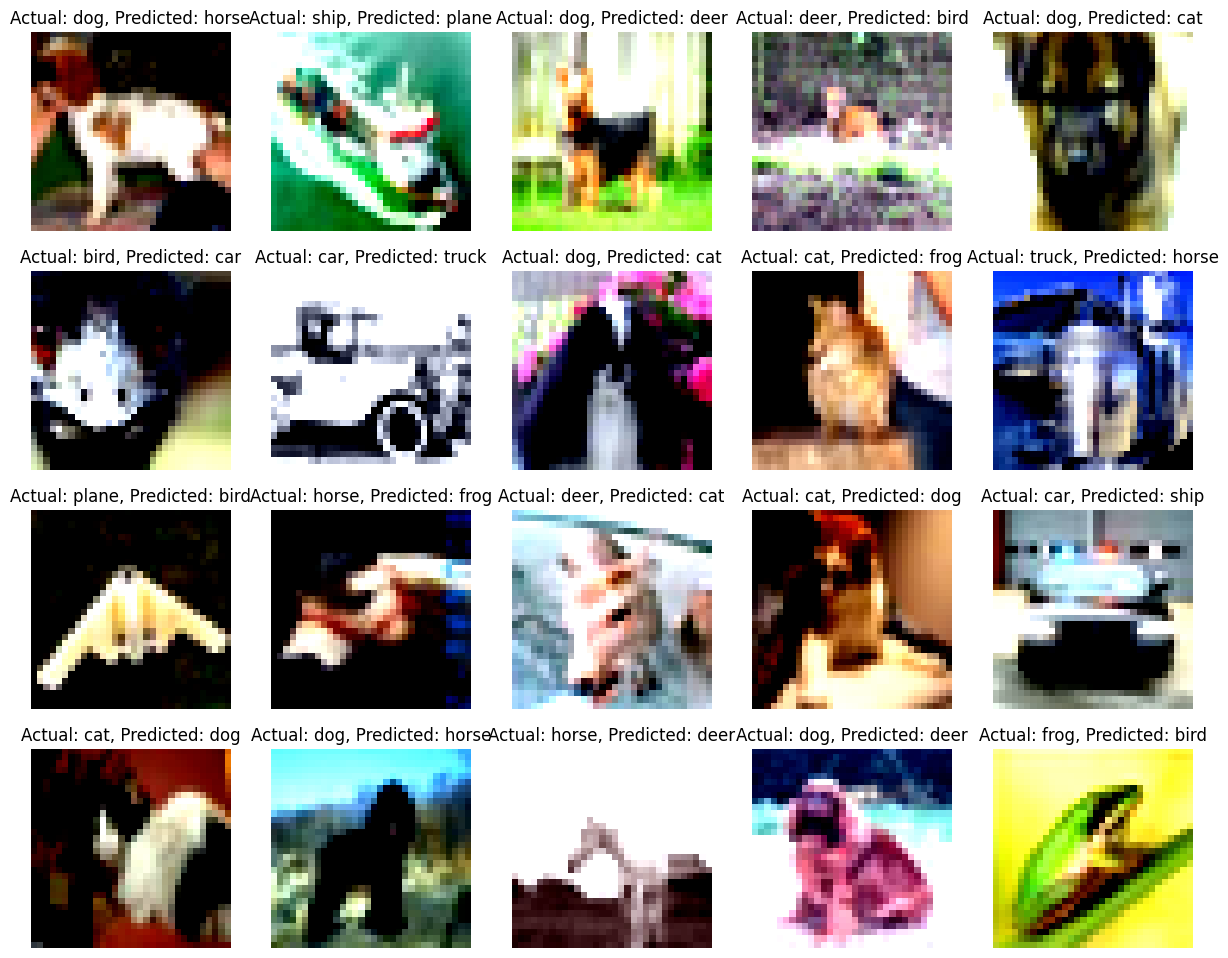 Actual: dog, Predicted: horse
Actual: ship, Predicted: plane
Actual: dog, Predicted: deer
Actual: deer, Predicted: bird
Actual: dog, Predicted: cat
Actual: bird, Predicted: car
Actual: car, Predicted: truck
Actual: dog, Predicted: cat
Actual: cat, Predicted: frog
Actual: truck, Predicted: horse
Actual: plane, Predicted: bird
Actual: horse, Predicted: frog
Actual: deer, Predicted: cat
Actual: cat, Predicted: dog
Actual: car, Predicted: ship
Actual: cat, Predicted: dog
Actual: dog, Predicted: horse
Actual: horse, Predicted: deer
Actual: dog, Predicted: deer
Actual: frog, Predicted: bird